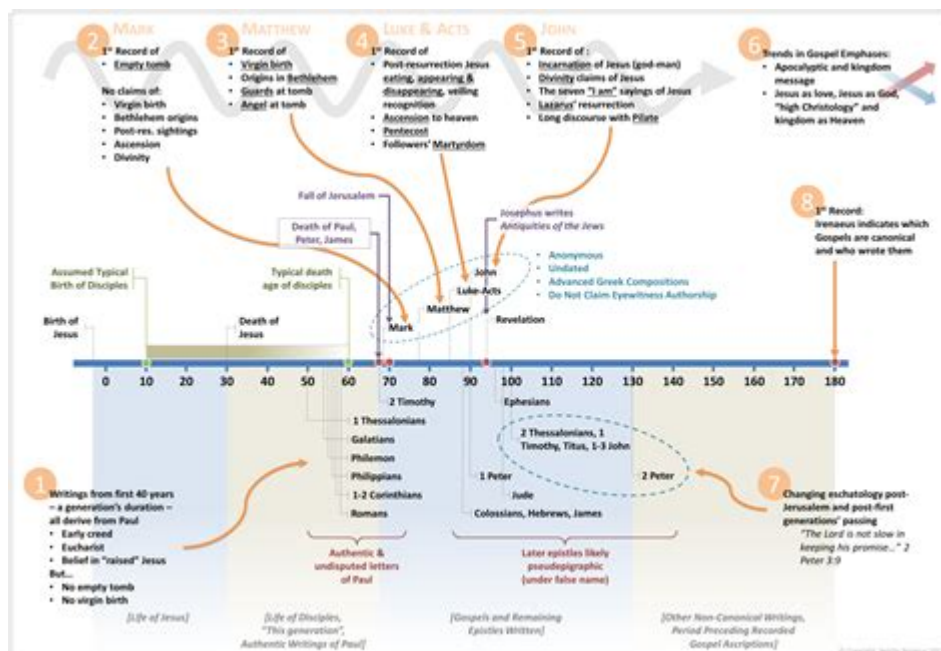 MARK
MATTHEW
LUKE & ACTS
JOHN
2
1st Record of
• Empty tomb
No claims of:
• Virgin birth
• Bethlehem origins
• Post-res. sightings
• Ascension
• Divinity
3
1st Record of
• Virgin birth
• Origins in Bethlehem
• Guards at tomb
• Angel at tomb
4
1st Record of
• Post-resurrection Jesus
eating, appearing &
disappearing, veiling
recognition
• Ascension to heaven
• Pentecost
• Followers' Martyrdom
5
1st Record of :
• Incarnation of Jesus (god-man)
• Divinity claims of Jesus
• The seven "I am" sayings of Jesus
• Lazarus' resurrection
• Long discourse with Pilate
6
Trends in Gospel Emphases:
• Apocalyptic and kingdom
message
• Jesus as love, Jesus as God,
"high Christology" and
kingdom as Heaven
Fall of Jerusalem
Death of Paul,
Peter, James
Josephus writes
Antiquities of the Jews
8
1st Record:
Irenaeus indicates which
Gospels are canonical
and who wrote them
Assumed Typical
Birth of Disciples
Typical death
age of disciples
John
Luke-Acts
Matthew
Mark
• Anonymous
• Undated
• Advanced Greek Compositions
• Do Not Claim Eyewitness Authorship
Birth of
Jesus
Death of
Jesus
Revelation
0 10 20 30 40 50 60 70 80 90 100 110 120 130 140 150 160 170 180
2 Timothy
Ephesians
1 Thessalonians
Galatians
2 Thessalonians, 1
Timothy, Titus, 1-3 John
Philemon
Philippians
1 Peter
2 Peter
1-2 Corinthians
Jude
Romans
Colossians, Hebrews, James
1
Writings from first 40 years
– a generation's duration –
all derive from Paul
• Early creed
• Eucharist
• Belief in "raised" Jesus
But...
• No empty tomb
• No virgin birth
7
Changing eschatology post-
Jerusalem and post-first
generations' passing
"The Lord is not slow in
keeping his promise..." 2
Peter 3:9
Authentic &
undisputed letters
of Paul
Later epistles likely
pseudepigraphic
(under false name)
[Life of Jesus]
[Life of Disciples,
"This generation",
Authentic Writings of Paul]
[Gospels and Remaining
Epistles Written]
[Other Non-Canonical Writings,
Period Preceding Recorded
Gospel Ascriptions]